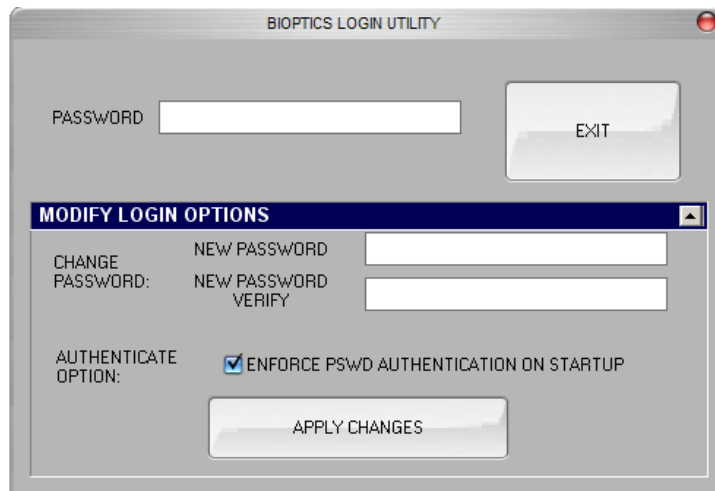 BIOPTICS LOGIN UTILITY
PASSWORD
EXIT
MODIFY LOGIN OPTIONS
CHANGE
PASSWORD:
NEW PASSWORD
NEW PASSWORD
VERIFY
AUTHENTICATE
OPTION:
ENFORCE PSWD AUTHENTICATION ON STARTUP
APPLY CHANGES